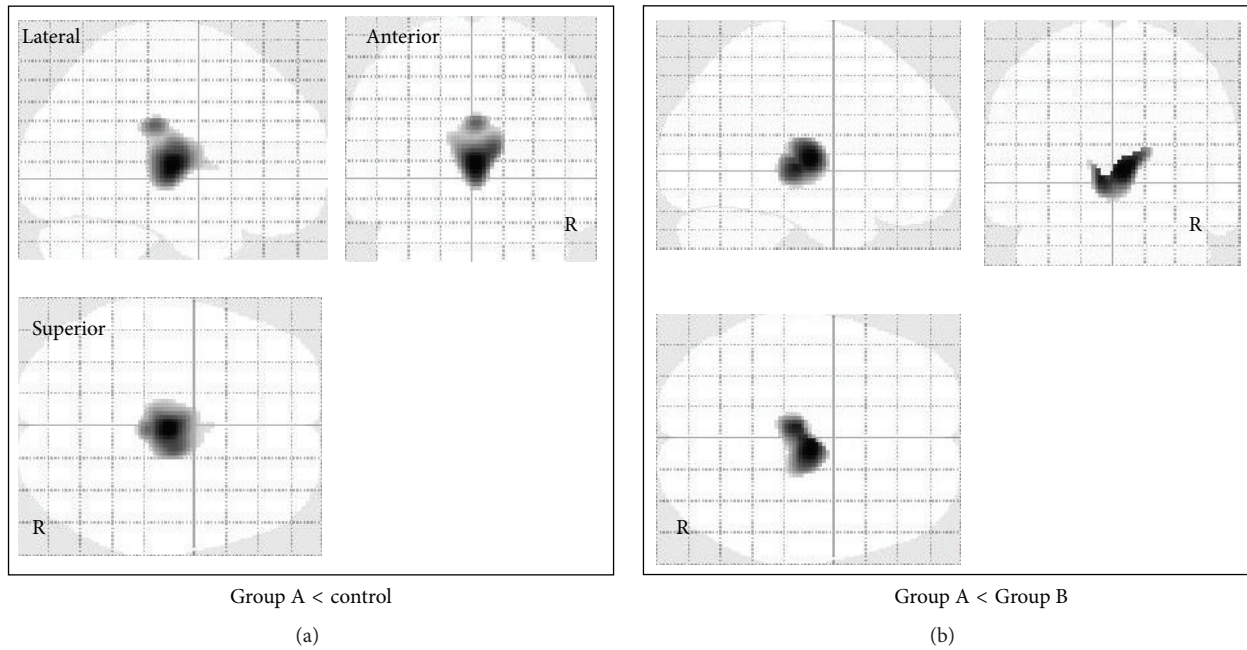 Lateral
Anterior
R
Superior
R
Group A < control
(a)
R
R
Group A < Group B
(b)